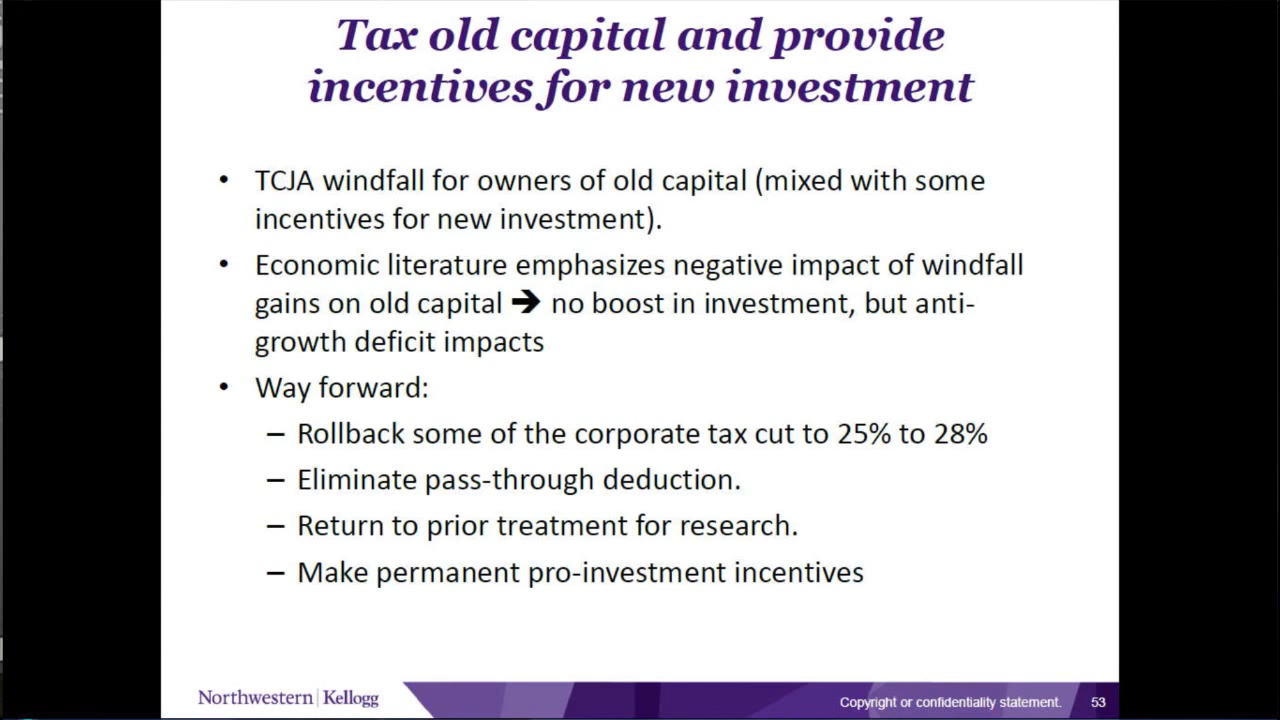 Tax old capital and provide
incentives for new investment
• TCJA windfall for owners of old capital (mixed with some
incentives for new investment).
• Economic literature emphasizes negative impact of windfall
gains on old capital ➔ no boost in investment, but anti-
growth deficit impacts
• Way forward:
– Rollback some of the corporate tax cut to 25% to 28%
– Eliminate pass-through deduction.
– Return to prior treatment for research.
– Make permanent pro-investment incentives
Northwestern | Kellogg
Copyright or confidentiality statement. 53